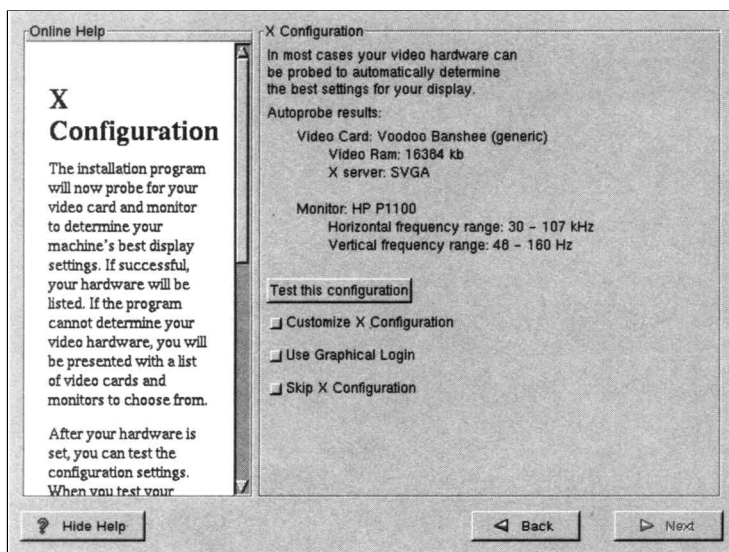 Online Help
X
Configuration
The installation program
will now probe for your
video card and monitor
to determine your
machine's best display
settings. If successful,
your hardware will be
listed. If the program
cannot determine your
video hardware, you will
be presented with a list
of video cards and
monitors to choose from.
After your hardware is
set, you can test the
configuration settings.
When you test your
X Configuration
In most cases your video hardware can
be probed to automatically determine
the best settings for your display.
Autoprobe results:
Video Card: Voodoo Banshee (generic)
Video Ram: 16384 kb
X server: SVGA
Monitor: HP P1100
Horizontal frequency range: 30 - 107 kHz
Vertical frequency range: 48 - 160 Hz
Test this configuration
Customize X Configuration
Use Graphical Login
Skip X Configuration
? Hide Help
Back
Next